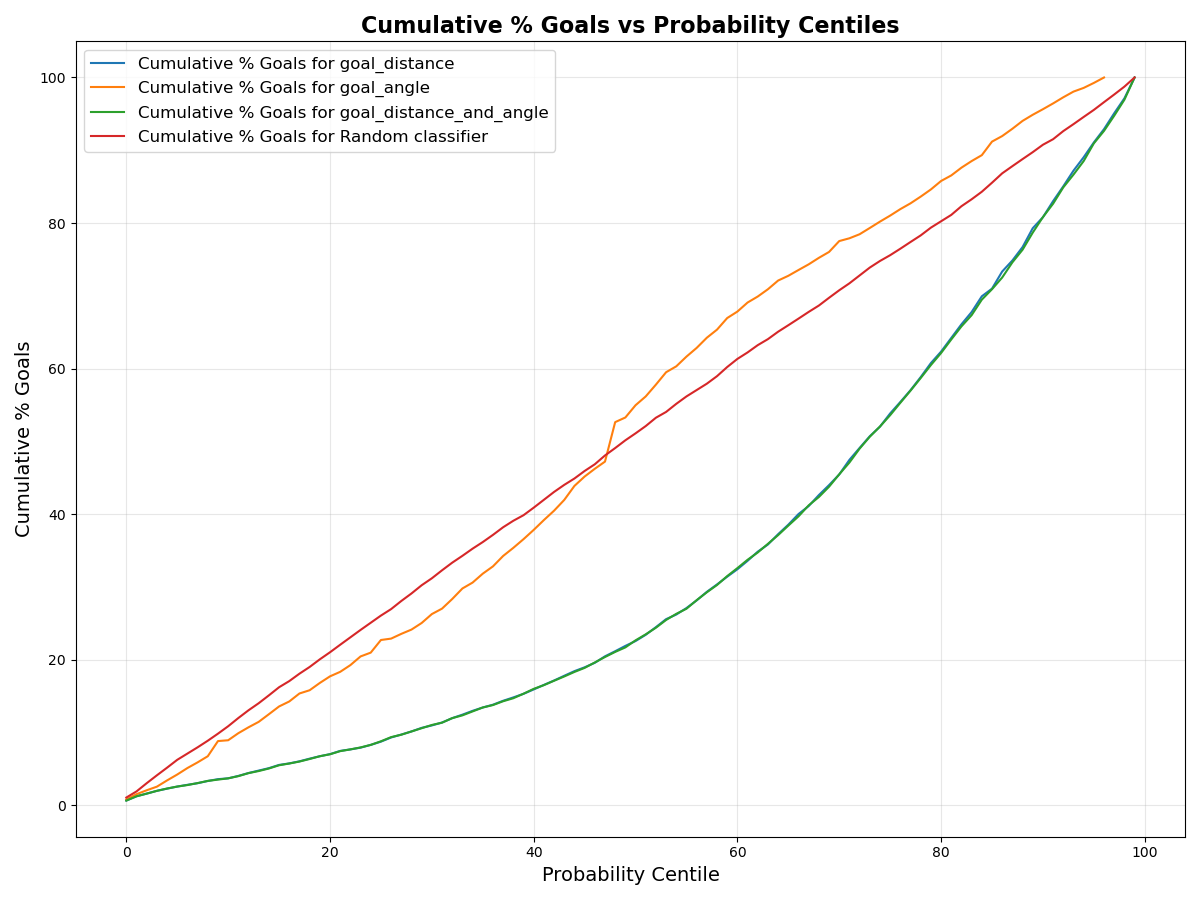 Cumulative % Goals vs Probability Centiles
Cumulative % Goals for goal_distance
Cumulative % Goals for goal_angle
Cumulative % Goals for goal_distance_and_angle
Cumulative % Goals for Random classifier
Cumulative % Goals
100
80
60
40
20
0
0 20 40 60 80 100
Probability Centile